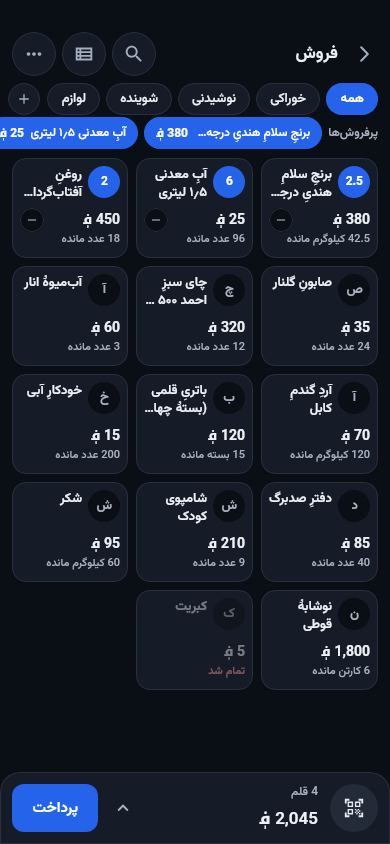 فروش
همه خوراکی نوشیدنی شوینده لوازم
پرفروش‌ها برنجِ سلامِ هندیِ درجه… 380 ؋ آبِ معدنی ۱٫۵ لیتری 25 ؋
2.5 برنجِ سلامِ
هندیِ درج…
380 ؋
42.5 کیلوگرم مانده
6 آبِ معدنی
۱٫۵ لیتری
25 ؋
96 عدد مانده
2 روغنِ
آفتاب‌گردا…
450 ؋
18 عدد مانده
ص صابونِ گلنار
35 ؋
24 عدد مانده
چ چای سبزِ
احمد ۵۰۰ …
320 ؋
12 عدد مانده
آ آب‌میوهٔ انار
60 ؋
3 عدد مانده
آ آردِ گندمِ
کابل
70 ؋
120 کیلوگرم مانده
ب باتریِ قلمی
(بستهٔ چها…
120 ؋
15 بسته مانده
خ خودکارِ آبی
15 ؋
200 عدد مانده
د دفترِ صدبرگ
85 ؋
40 عدد مانده
ش شامپوی
کودک
210 ؋
9 عدد مانده
ش شکر
95 ؋
60 کیلوگرم مانده
ن نوشابهٔ
قوطی
1,800 ؋
6 کارتن مانده
ک کبریت
5 ؋
تمام شد
4 قلم
2,045 ؋
پرداخت